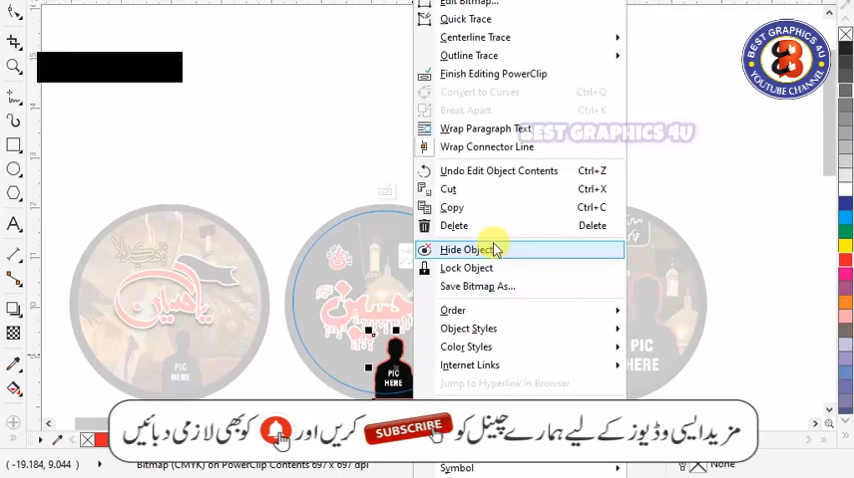 Edit Bitmap...
Quick Trace
Centerline Trace
Outline Trace
Finish Editing PowerClip
Convert to Curves Ctrl+Q
Break Apart Ctrl+K
Wrap Paragraph Text
Wrap Connector Line
Undo Edit Object Contents Ctrl+Z
Cut Ctrl+X
Copy Ctrl+C
Delete Delete
Hide Object
Lock Object
Save Bitmap As...
Order
Object Styles
Color Styles
Internet Links
Jump to Hyperlink in Browser
Symbol
BEST GRAPHICS 4U
BEST GRAPHICS 4U
YOUTUBE CHANNEL
یا حسین
حسین
PIC
HERE
PIC
HERE
PIC
HERE
مزید ایسی وڈیوز کے لیے ہمارے چینل کو SUBSCRIBE کریں اور کو بھی لازمی دبائیں
(-19.184, 9.044)
Bitmap (CMYK) on PowerClip Contents 697 x 697 dpi
None